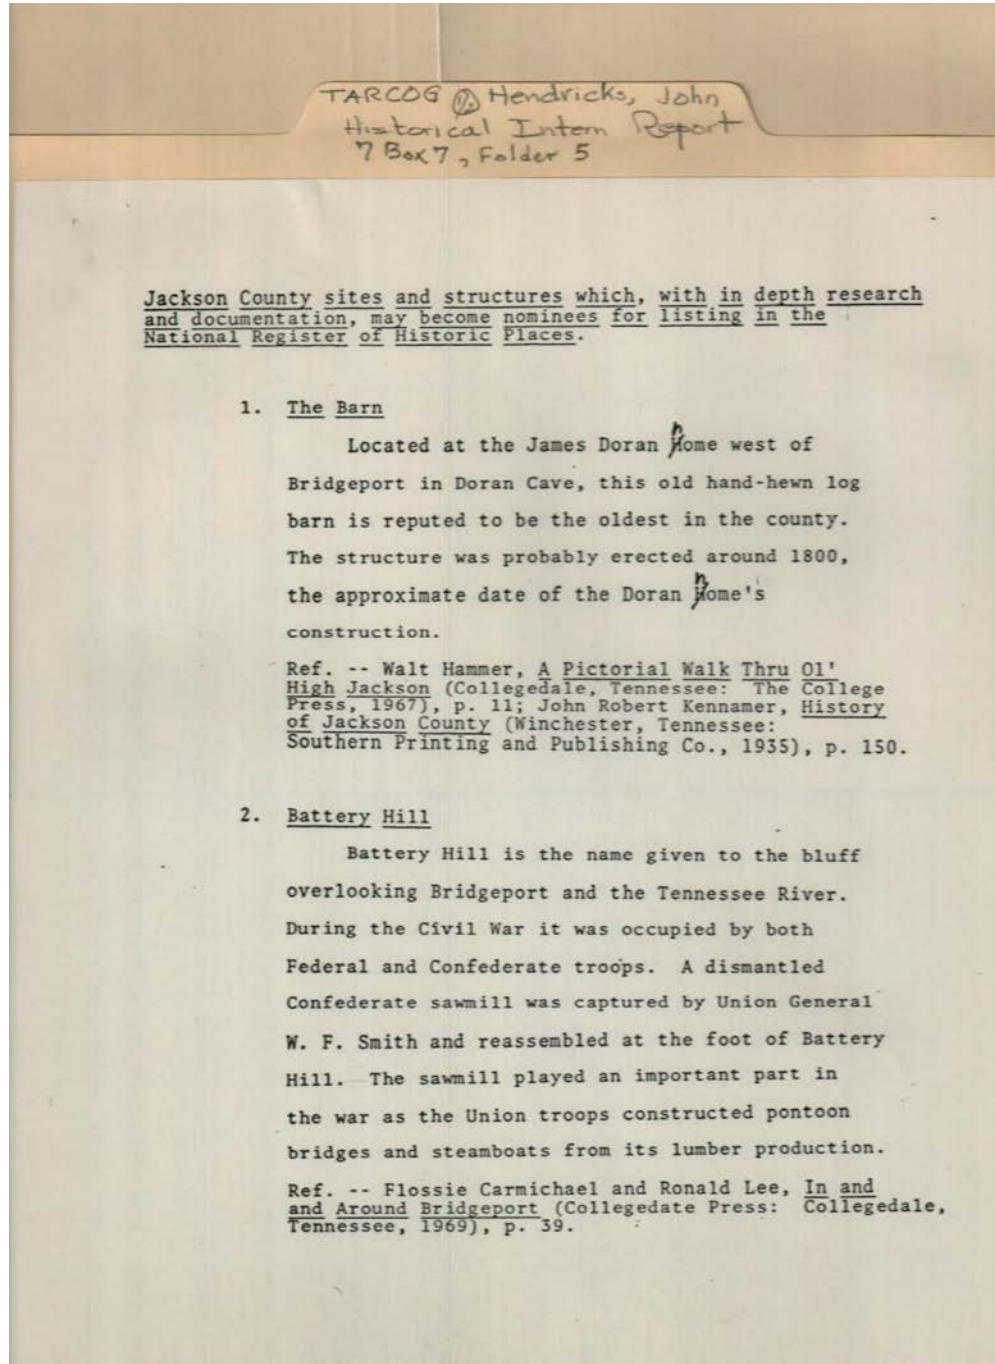 TARCOG % Hendricks, John
Historical Intern Report
7 Box 7, Folder 5
Jackson County sites and structures which, with in depth research
and documentation, may become nominees for listing in the
National Register of Historic Places.
1. The Barn
Located at the James Doran home west of
Bridgeport in Doran Cave, this old hand-hewn log
barn is reputed to be the oldest in the county.
The structure was probably erected around 1800,
the approximate date of the Doran home's
construction.
Ref. -- Walt Hammer, A Pictorial Walk Thru Ol'
High Jackson (Collegedale, Tennessee: The College
Press, 1967), p. 11; John Robert Kennamer, History
of Jackson County (Winchester, Tennessee:
Southern Printing and Publishing Co., 1935), p. 150.
2. Battery Hill
Battery Hill is the name given to the bluff
overlooking Bridgeport and the Tennessee River.
During the Civil War it was occupied by both
Federal and Confederate troops. A dismantled
Confederate sawmill was captured by Union General
W. F. Smith and reassembled at the foot of Battery
Hill. The sawmill played an important part in
the war as the Union troops constructed pontoon
bridges and steamboats from its lumber production.
Ref. -- Flossie Carmichael and Ronald Lee, In and
and Around Bridgeport (Collegedate Press: Collegedale,
Tennessee, 1969), p. 39.